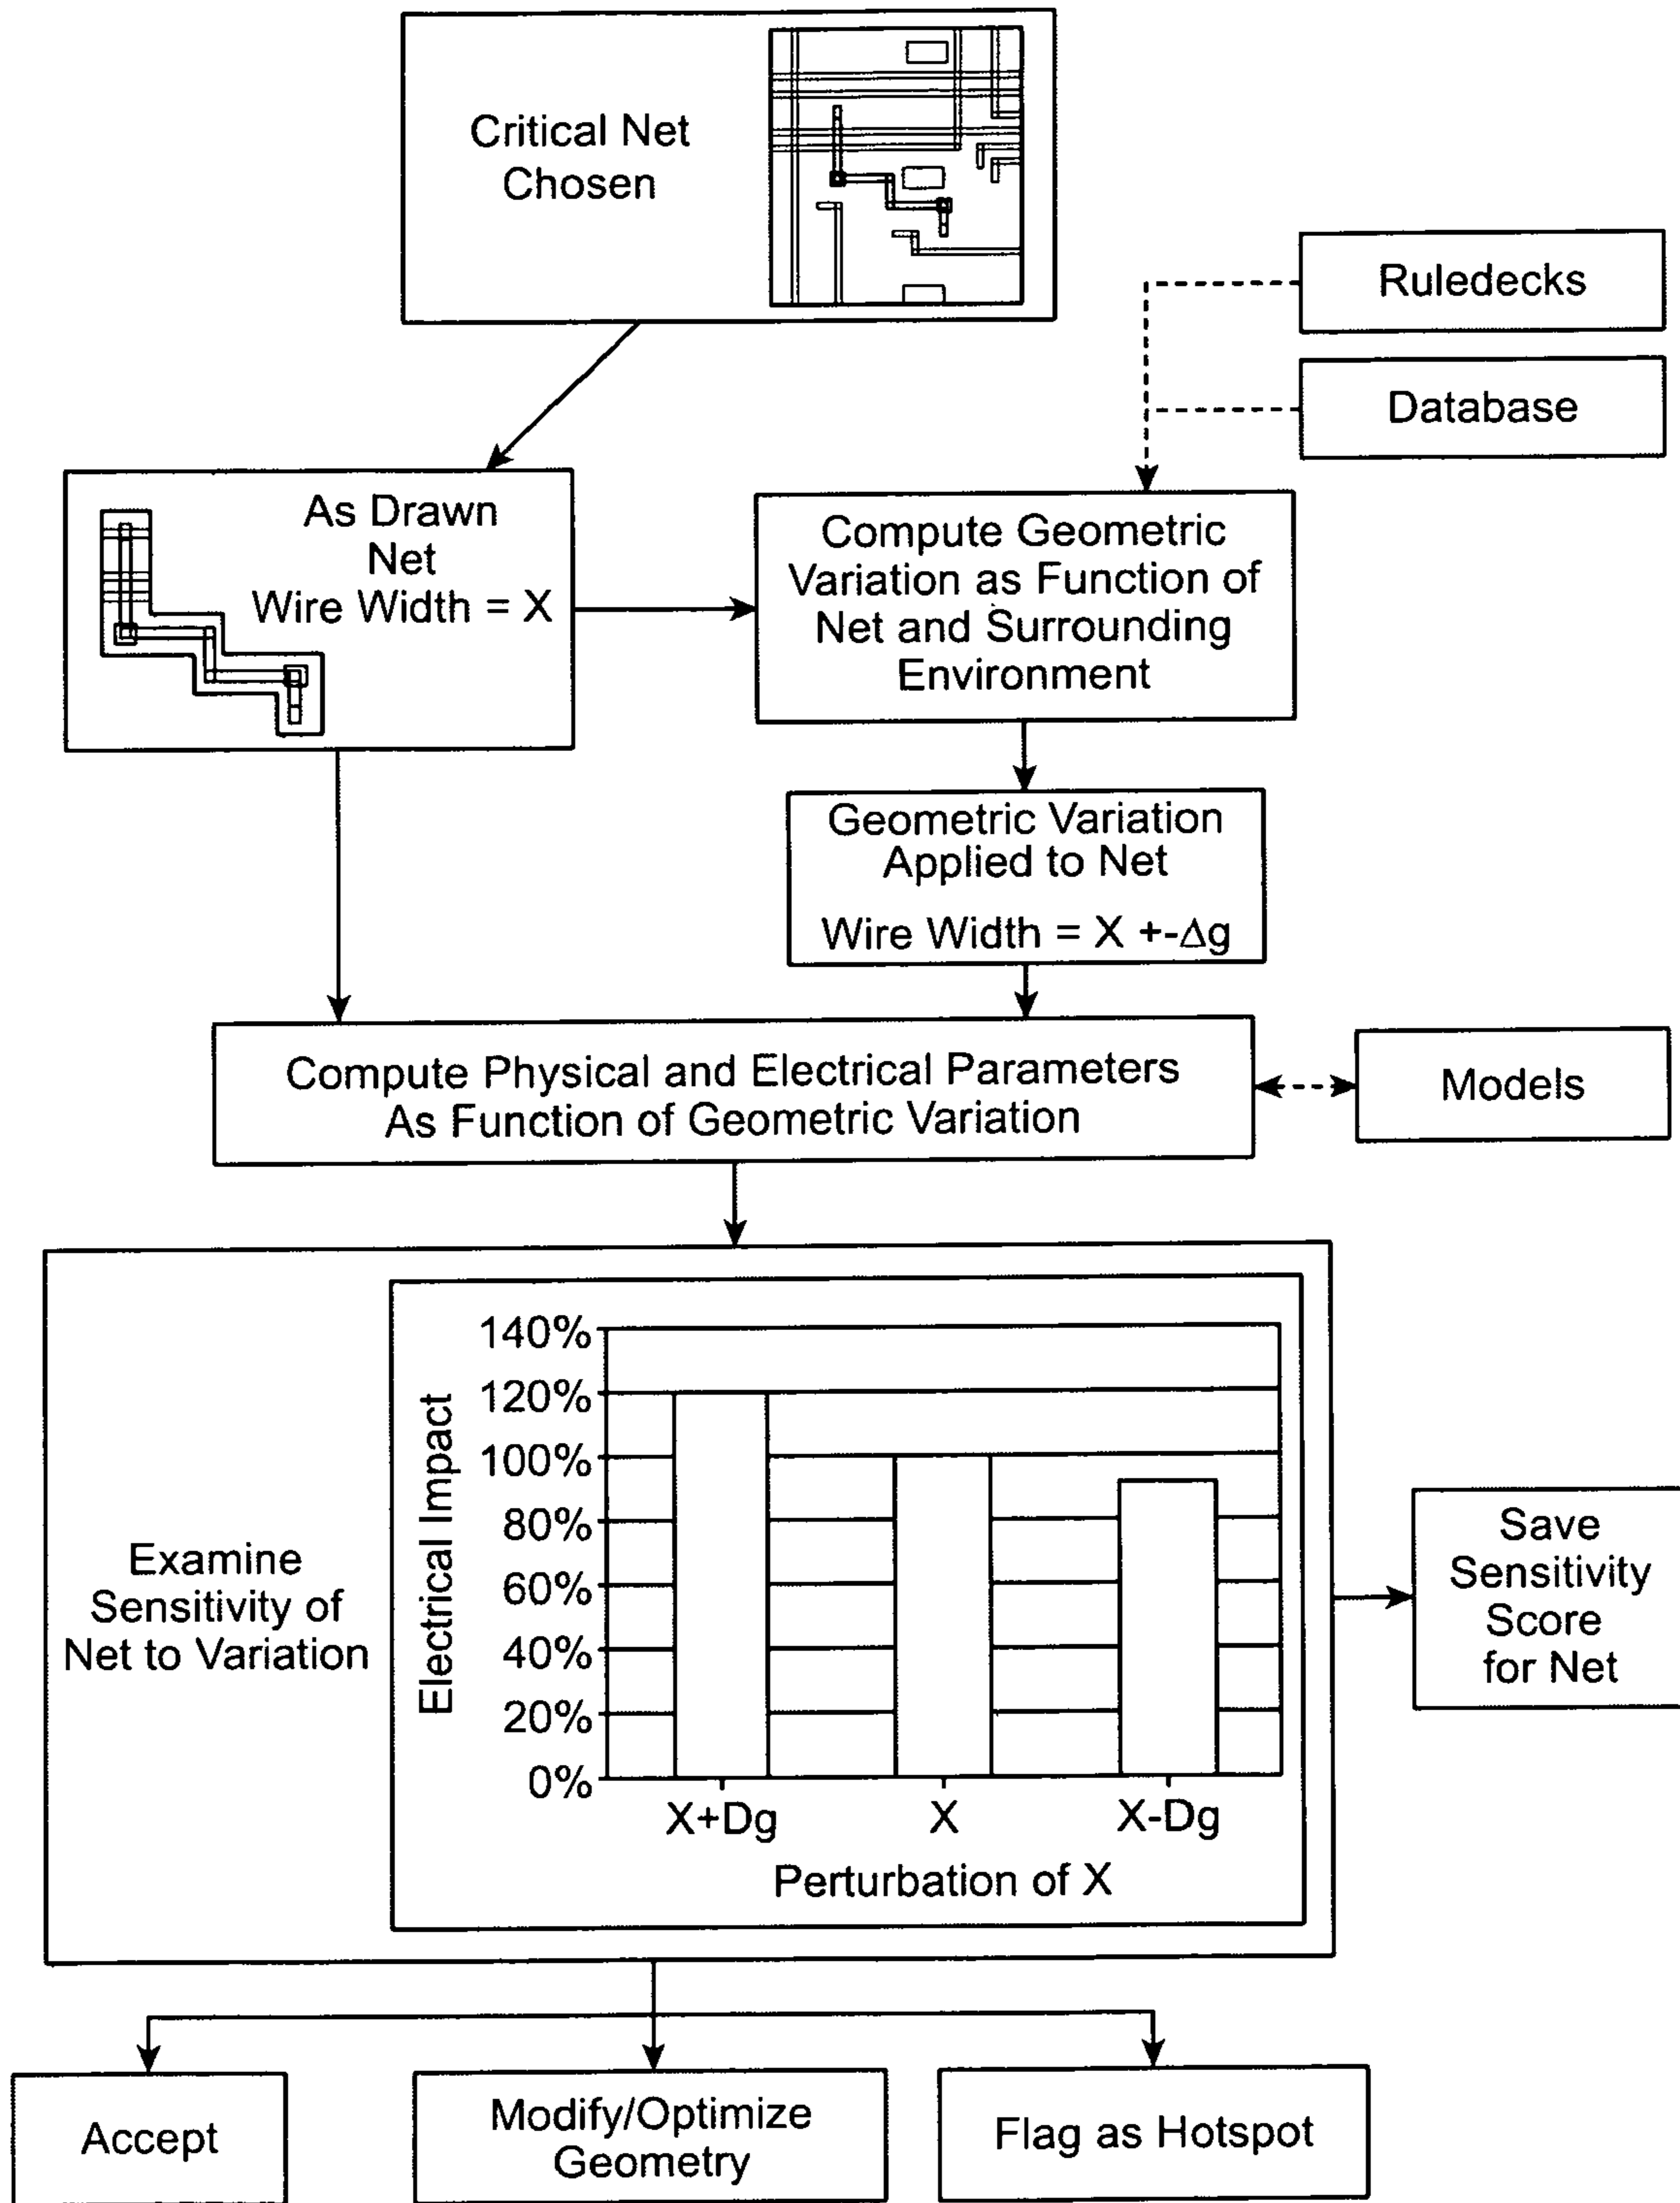 Critical Net
Chosen
Ruledecks
Database
As Drawn
Net
Wire Width = X
Compute Geometric
Variation as Function of
Net and Surrounding
Environment
Geometric Variation
Applied to Net
Wire Width = X +-Δg
Compute Physical and Electrical Parameters
As Function of Geometric Variation
Models
Examine
Sensitivity of
Net to Variation
Electrical Impact
140%
120%
100%
80%
60%
40%
20%
0%
X+Dg
X
X-Dg
Perturbation of X
Save
Sensitivity
Score
for Net
Accept
Modify/Optimize
Geometry
Flag as Hotspot